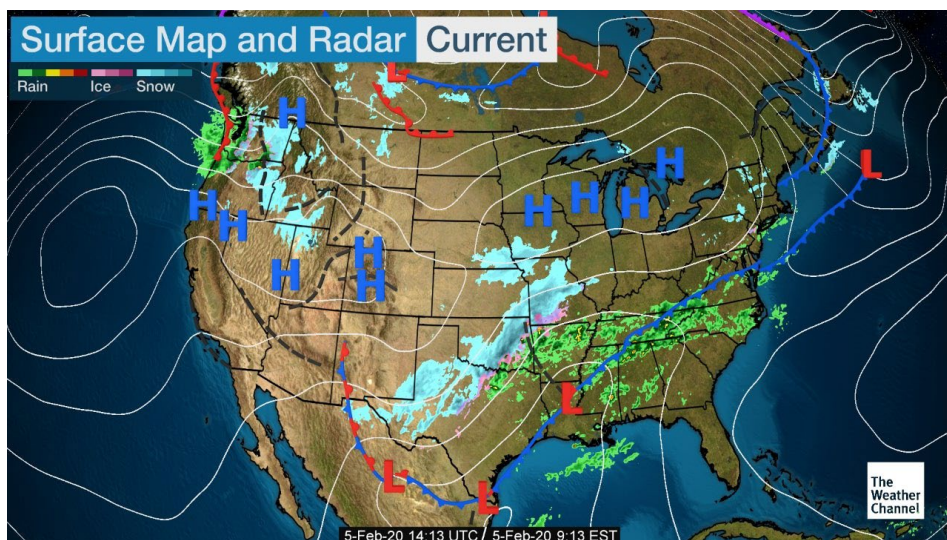 Surface Map and Radar Current
Rain Ice Snow
L
H
L
H
H
H
H
H
H
H
H
H
H
L
L
L
The
Weather
Channel
5-Feb-20 14:13 UTC / 5-Feb-20 9:13 EST